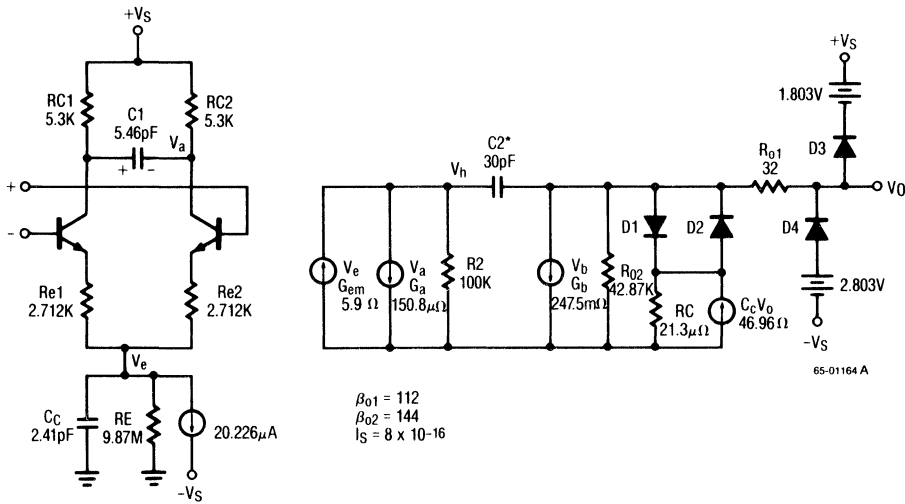 +VS
RC1
5.3K
RC2
5.3K
C1
5.46pF
Va
+ -
+
-
Re1
2.712K
Re2
2.712K
Ve
CC
2.41pF
RE
9.87M
20.226μA
-VS
Vh
C2*
30pF
Ve
Gem
5.9 Ω
Va
Ga
150.8μΩ
R2
100K
Vb
Gb
247.5mΩ
RO2
42.87K
D1
D2
RC
21.3μΩ
CcVo
46.96Ω
Ro1
32
+VS
1.803V
D3
VO
D4
2.803V
-VS
65-01164 A
βo1 = 112
βo2 = 144
IS = 8 x 10-16